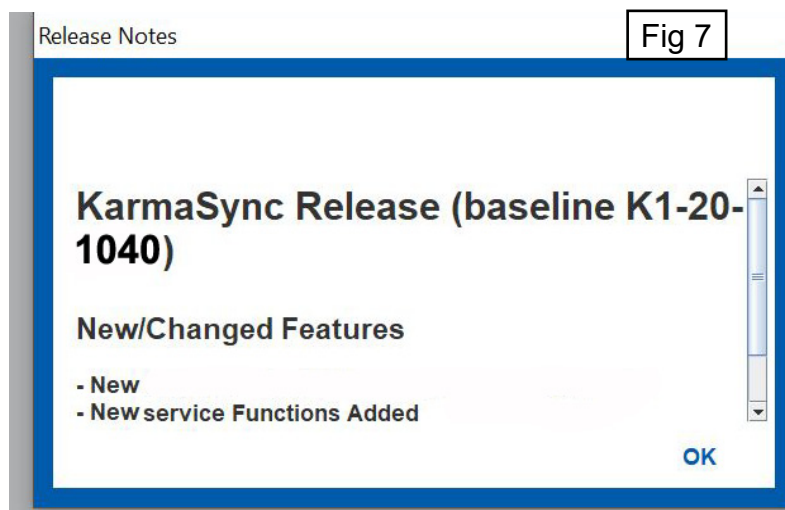 Release Notes
Fig 7
KarmaSync Release (baseline K1-20-
1040)
New/Changed Features
- New
- New service Functions Added
OK